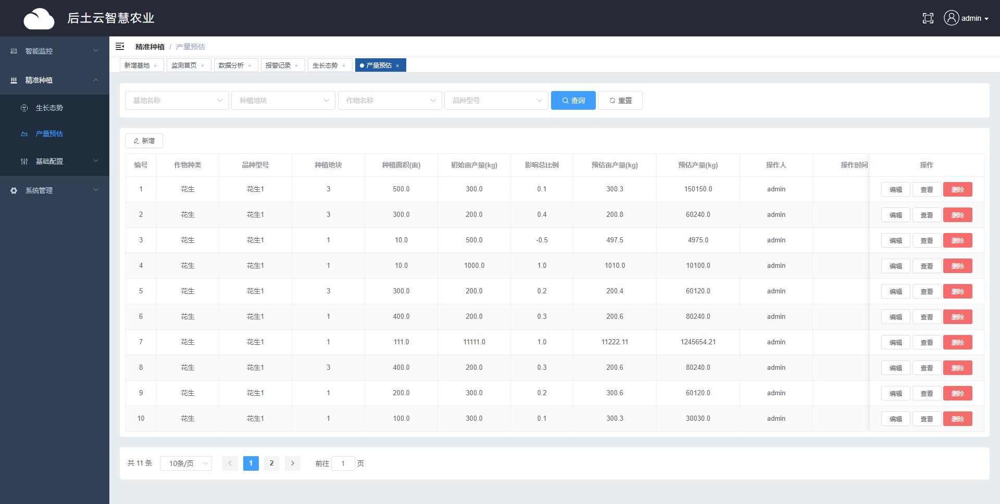 后土云智慧农业
admin
智能监控
精准种植
生长态势
产量预估
基础配置
系统管理
精准种植 / 产量预估
新增基地 × 监测首页 × 数据分析 × 报警记录 × 生长态势 × 产量预估 ×
基地名称 种植地块 作物名称 品种型号 查询 重置
新增
编号 作物种类 品种型号 种植地块 种植面积(亩) 初始亩产量(kg) 影响总比例 预估亩产量(kg) 预估产量(kg) 操作人 操作时间 操作
1 花生 花生1 3 500.0 300.0 0.1 300.3 150150.0 admin 编辑 查看 删除
2 花生 花生1 3 300.0 200.0 0.4 200.8 60240.0 admin 编辑 查看 删除
3 花生 花生1 1 10.0 500.0 -0.5 497.5 4975.0 admin 编辑 查看 删除
4 花生 花生1 1 10.0 1000.0 1.0 1010.0 10100.0 admin 编辑 查看 删除
5 花生 花生1 3 300.0 200.0 0.2 200.4 60120.0 admin 编辑 查看 删除
6 花生 花生1 1 400.0 200.0 0.3 200.6 80240.0 admin 编辑 查看 删除
7 花生 花生1 1 111.0 11111.0 1.0 11222.11 1245654.21 admin 编辑 查看 删除
8 花生 花生1 3 400.0 200.0 0.3 200.6 80240.0 admin 编辑 查看 删除
9 花生 花生1 1 200.0 300.0 0.2 300.6 60120.0 admin 编辑 查看 删除
10 花生 花生1 1 100.0 300.0 0.1 300.3 30030.0 admin 编辑 查看 删除
共 11 条 10条/页 1 2 前往 1 页